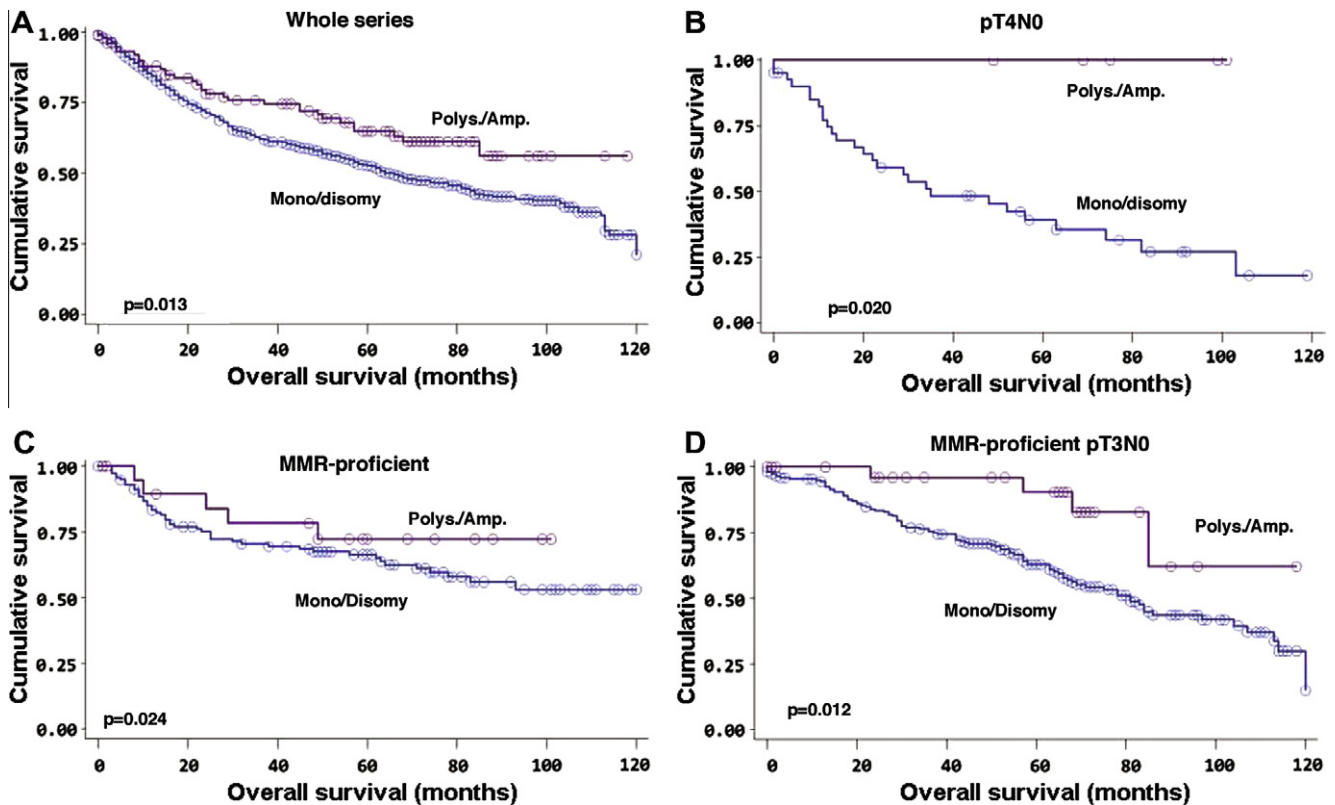 A
Whole series
Cumulative survival
1.00
0.75
0.50
0.25
0.00
Polys./Amp.
Mono/disomy
p=0.013
0 20 40 60 80 100 120
Overall survival (months)
B
pT4N0
Cumulative survival
1.00
0.75
0.50
0.25
0.00
Polys./Amp.
Mono/disomy
p=0.020
0 20 40 60 80 100 120
Overall survival (months)
C
MMR-proficient
Cumulative survival
1.00
0.75
0.50
0.25
0.00
Polys./Amp.
Mono/Disomy
p=0.024
0 20 40 60 80 100 120
Overall survival (months)
D
MMR-proficient pT3N0
Cumulative survival
1.00
0.75
0.50
0.25
0.00
Polys./Amp.
Mono/Disomy
p=0.012
0 20 40 60 80 100 120
Overall survival (months)